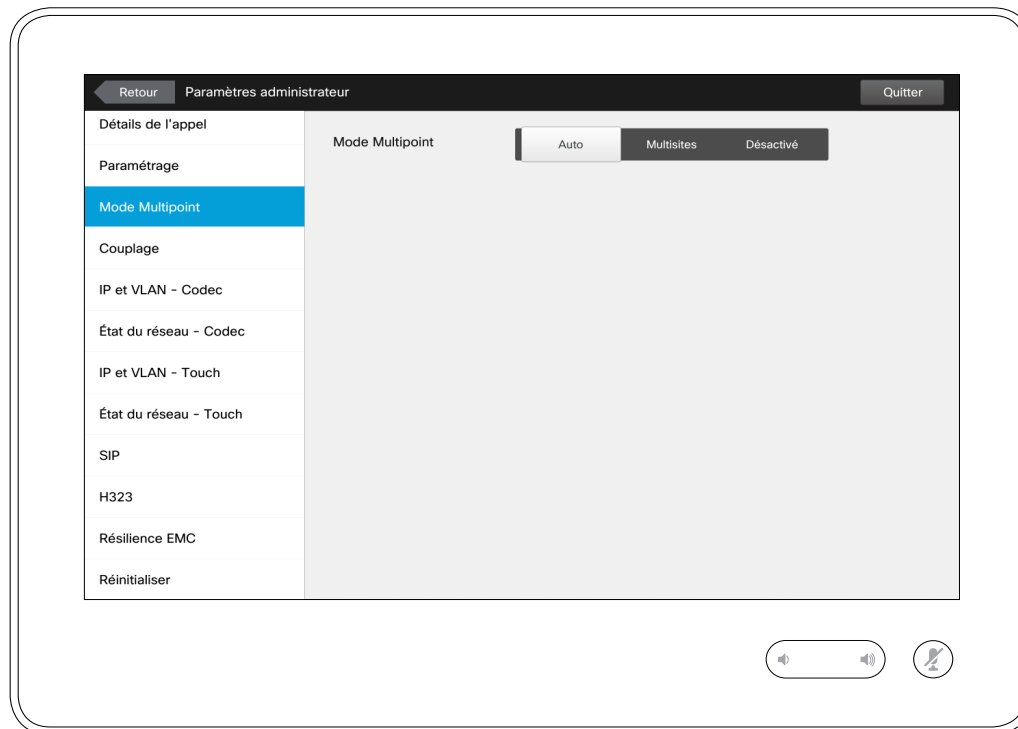 Retour Paramètres administrateur Quitter
Détails de l'appel
Mode Multipoint Auto Multisites Désactivé
Paramétrage
Mode Multipoint
Couplage
IP et VLAN - Codec
État du réseau - Codec
IP et VLAN - Touch
État du réseau - Touch
SIP
H323
Résilience EMC
Réinitialiser